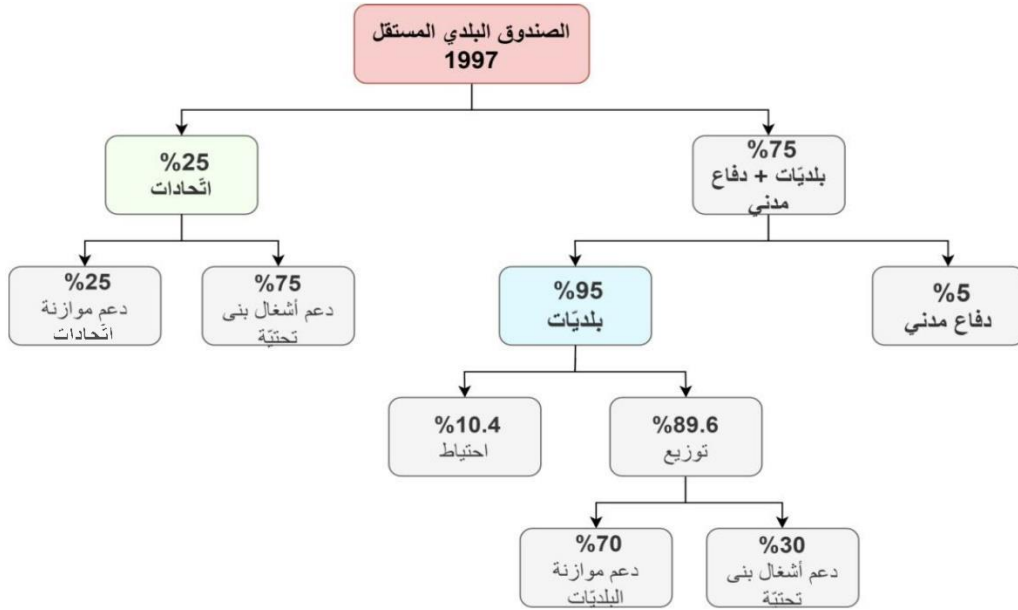 الصندوق البلدي المستقل
1997
%75
بلديّات + دفاع
مدني
%25
اتّحادات
%5
دفاع مدني
%95
بلديّات
%75
دعم أشغال بنى
تحتيّة
%25
دعم موازنة
اتّحادات
%89.6
توزيع
%10.4
احتياط
%30
دعم أشغال بنى
تحتيّة
%70
دعم موازنة
البلديّات